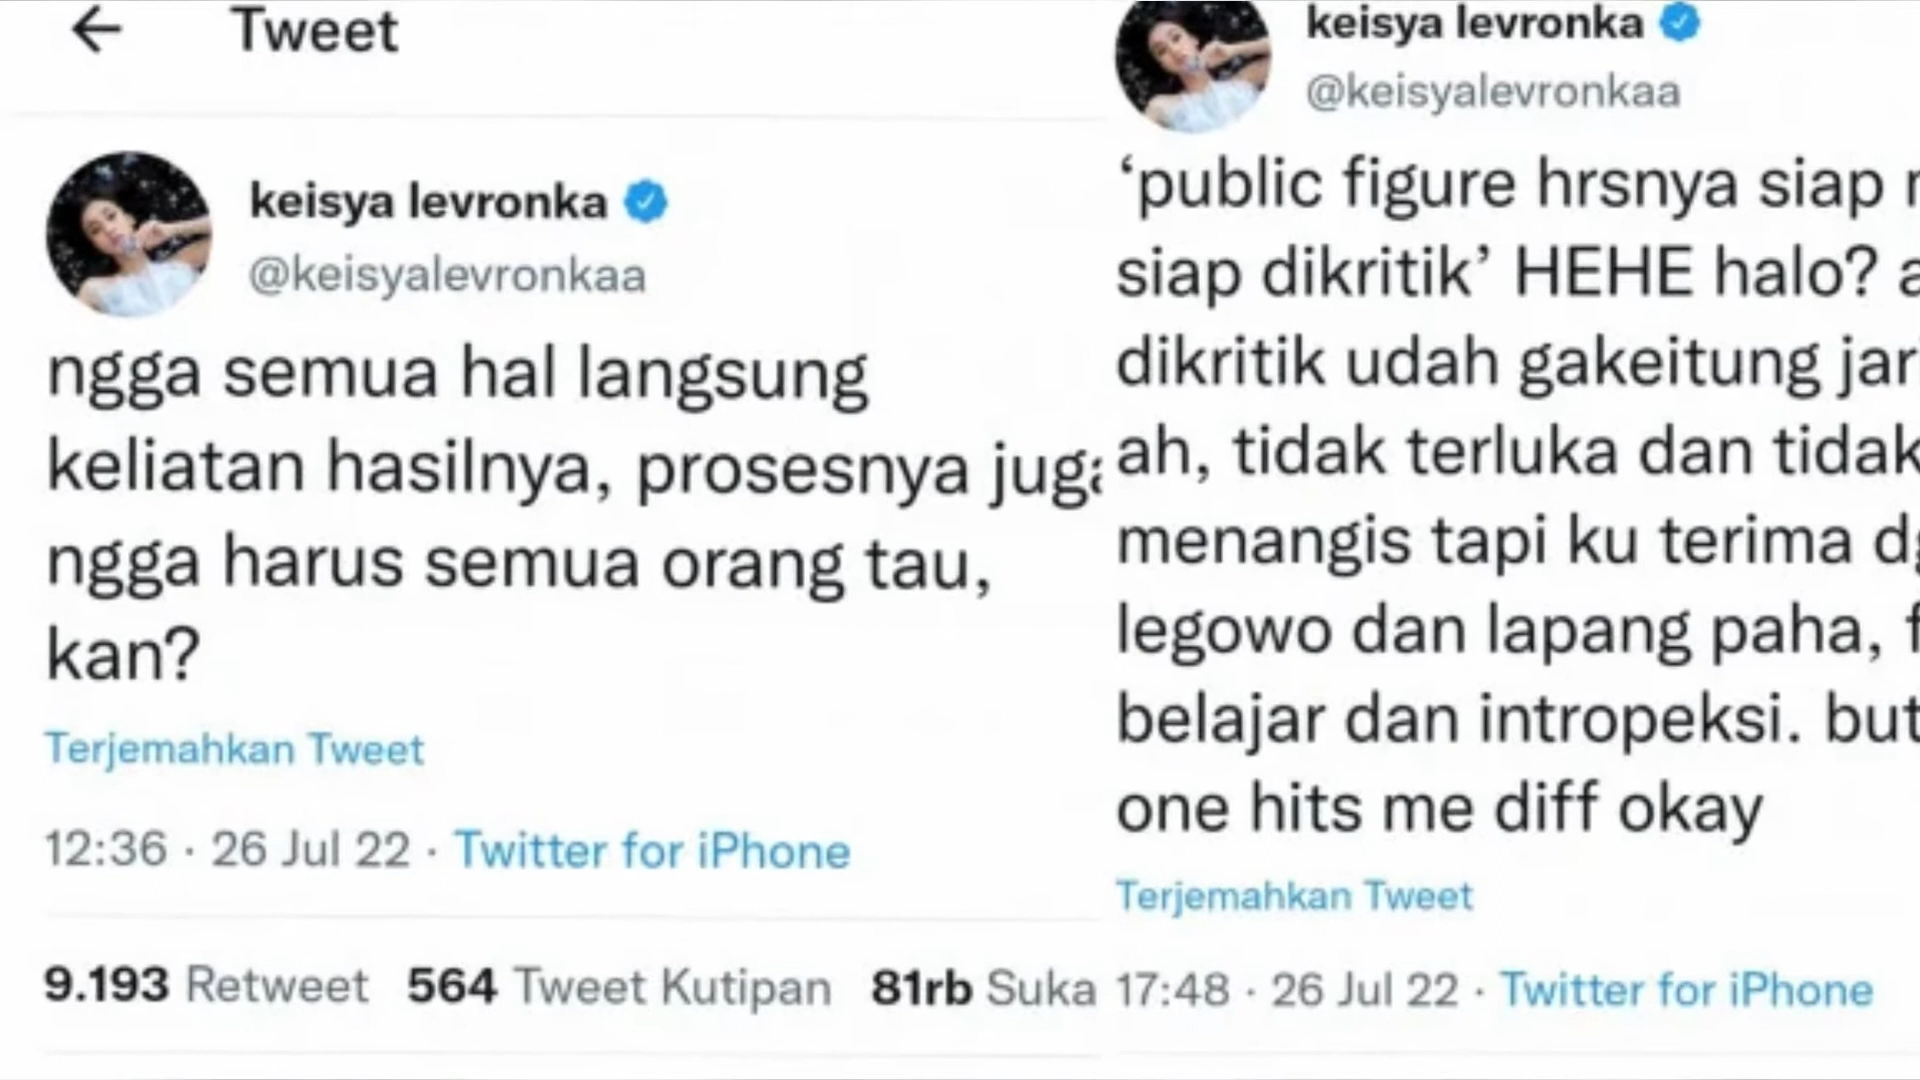 Tweet
keisya levronka
@keisyalevronkaa
ngga semua hal langsung
keliatan hasilnya, prosesnya juga
ngga harus semua orang tau,
kan?
Terjemahkan Tweet
12:36 · 26 Jul 22 · Twitter for iPhone
9.193 Retweet 564 Tweet Kutipan 81rb Suka
keisya levronka
@keisyalevronkaa
‘public figure hrsnya siap
siap dikritik’ HEHE halo?
dikritik udah gakeitung
ah, tidak terluka dan tidak
menangis tapi ku terima
legowo dan lapang paha,
belajar dan intropeksi. but
one hits me diff okay
Terjemahkan Tweet
17:48 · 26 Jul 22 · Twitter for iPhone